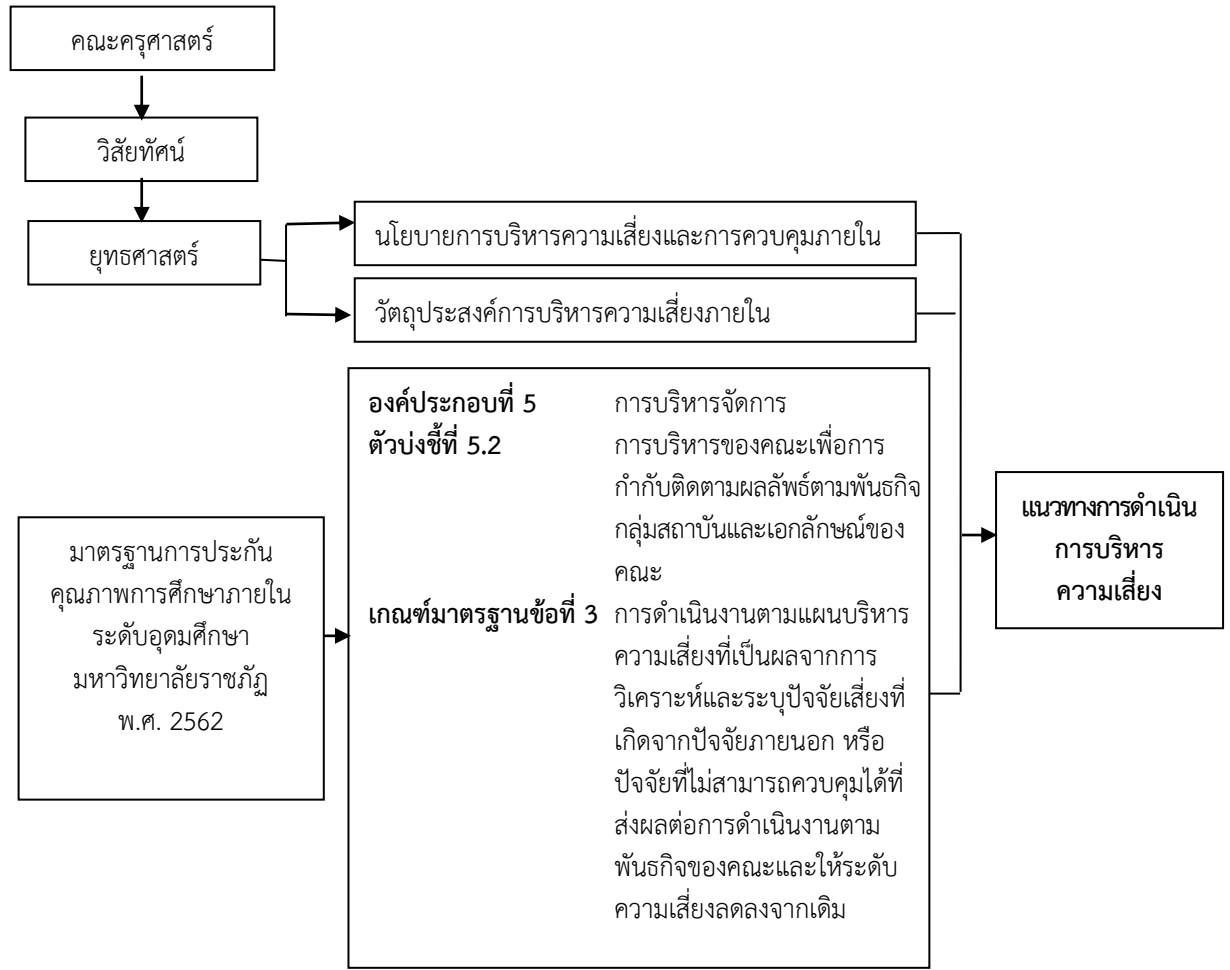 คณะครุศาสตร์
วิสัยทัศน์
ยุทธศาสตร์
นโยบายการบริหารความเสี่ยงและการควบคุมภายใน
วัตถุประสงค์การบริหารความเสี่ยงภายใน
มาตรฐานการประกัน
คุณภาพการศึกษาภายใน
ระดับอุดมศึกษา
มหาวิทยาลัยราชภัฏ
พ.ศ. 2562
องค์ประกอบที่ 5 การบริหารจัดการ
ตัวบ่งชี้ที่ 5.2 การบริหารของคณะเพื่อการ
กำกับติดตามผลลัพธ์ตามพันธกิจ
กลุ่มสถาบันและเอกลักษณ์ของ
คณะ
เกณฑ์มาตรฐานข้อที่ 3 การดำเนินงานตามแผนบริหาร
ความเสี่ยงที่เป็นผลจากการ
วิเคราะห์และระบุปัจจัยเสี่ยงที่
เกิดจากปัจจัยภายนอก หรือ
ปัจจัยที่ไม่สามารถควบคุมได้ที่
ส่งผลต่อการดำเนินงานตาม
พันธกิจของคณะและให้ระดับ
ความเสี่ยงลดลงจากเดิม
แนวทางการดำเนิน
การบริหาร
ความเสี่ยง